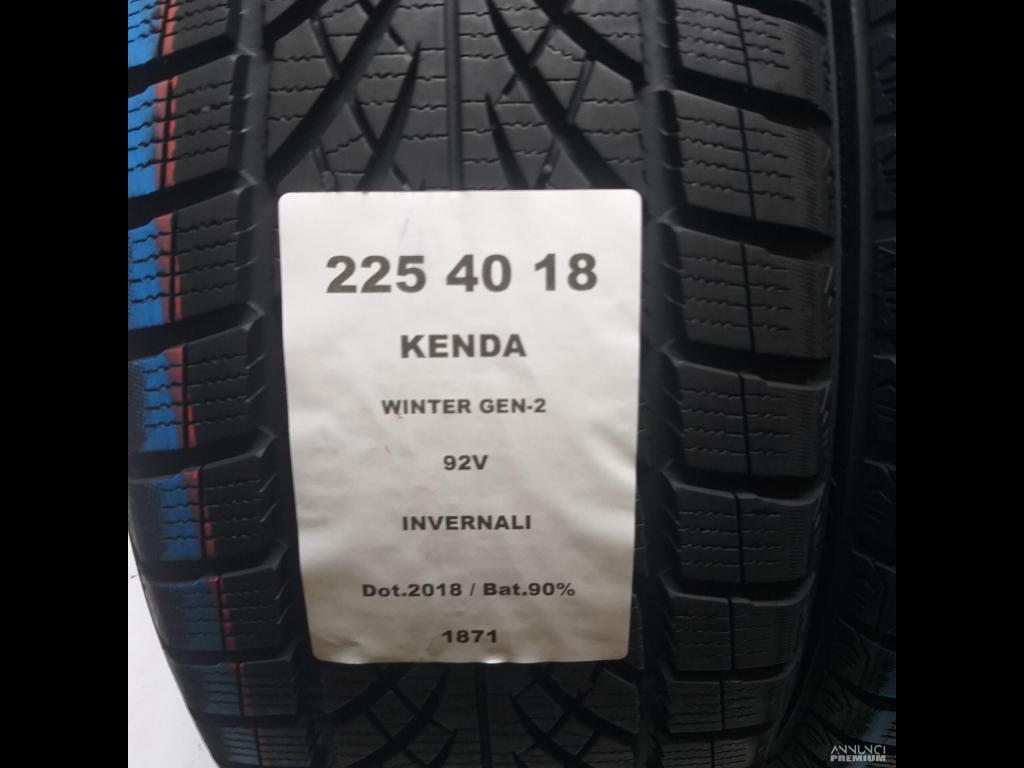 225 40 18
KENDA
WINTER GEN-2
92V
INVERNALI
Dot.2018 / Bat.90%
1871
ANNUNCI
PREMIUM